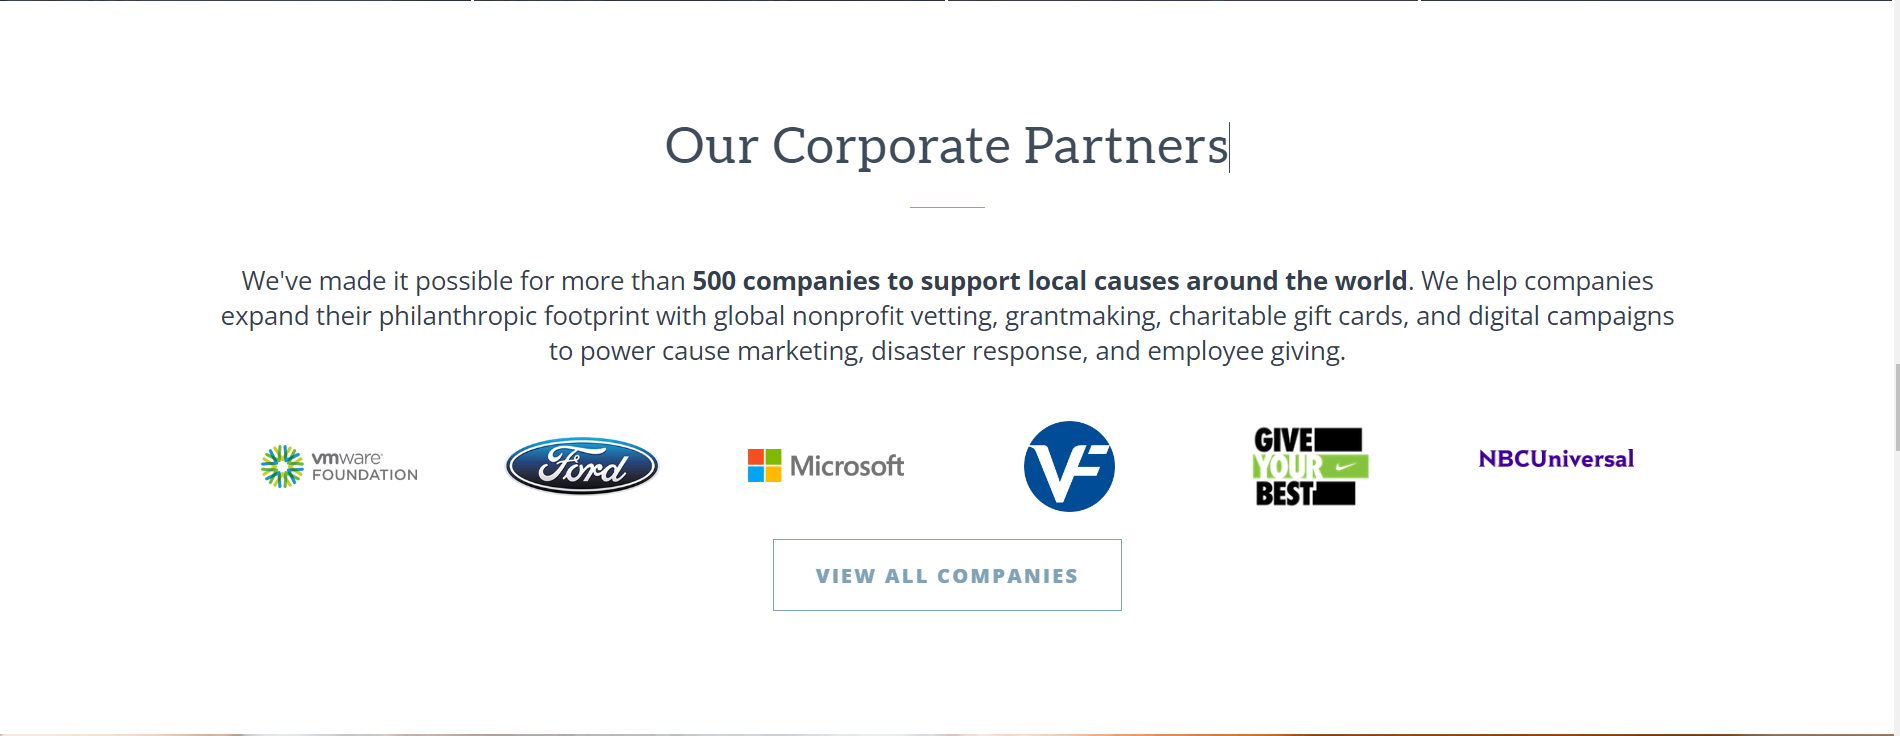 Our Corporate Partners
We've made it possible for more than 500 companies to support local causes around the world. We help companies
expand their philanthropic footprint with global nonprofit vetting, grantmaking, charitable gift cards, and digital campaigns
to power cause marketing, disaster response, and employee giving.
vmware
FOUNDATION
Ford
Microsoft
VF
GIVE
YOUR
BEST
NBCUniversal
VIEW ALL COMPANIES